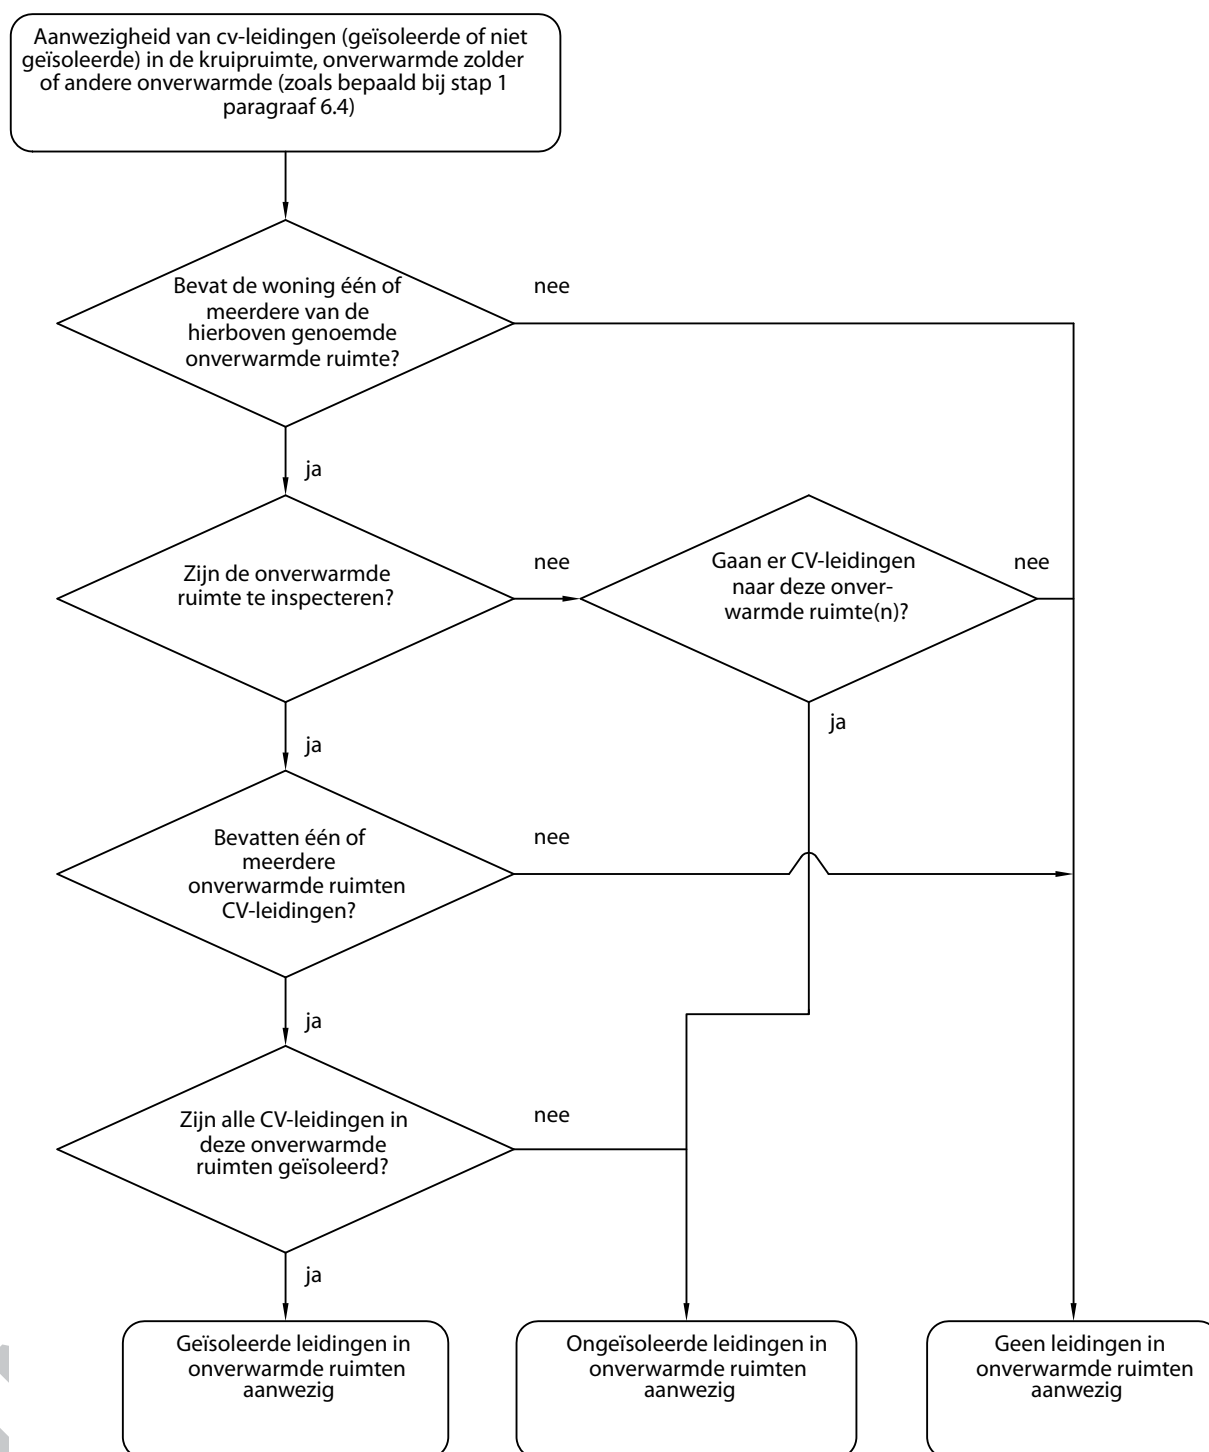 Aanwezigheid van cv-leidingen (geïsoleerde of niet
geïsoleerde) in de kruipruimte, onverwarmde zolder
of andere onverwarmde (zoals bepaald bij stap 1
paragraaf 6.4)
Bevat de woning één of
meerdere van de
hierboven genoemde
onverwarmde ruimte?
nee
ja
Zijn de onverwarmde
ruimte te inspecteren?
nee
Gaan er CV-leidingen
naar deze onver-
warmde ruimte(n)?
nee
ja
ja
Bevatten één of
meerdere
onverwarmde ruimten
CV-leidingen?
nee
ja
Zijn alle CV-leidingen in
deze onverwarmde
ruimten geïsoleerd?
nee
ja
Geïsoleerde leidingen in
onverwarmde ruimten
aanwezig
Ongeïsoleerde leidingen in
onverwarmde ruimten
aanwezig
Geen leidingen in
onverwarmde ruimten
aanwezig